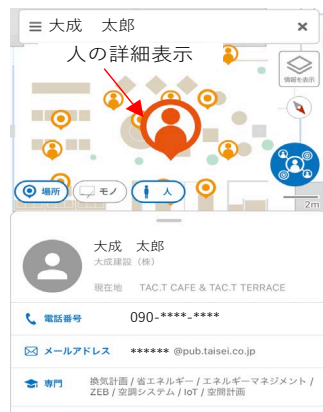 大成　太郎
人の詳細表示
情報を表示
場所
モノ
人
2m
大成　太郎
大成建設（株）
現在地　TAC.T CAFE & TAC.T TERRACE
電話番号　090-****-****
メールアドレス　****** @pub.taisei.co.jp
専門　換気計画 / 省エネルギー / エネルギーマネジメント /
ZEB / 空調システム / IoT / 空間計画